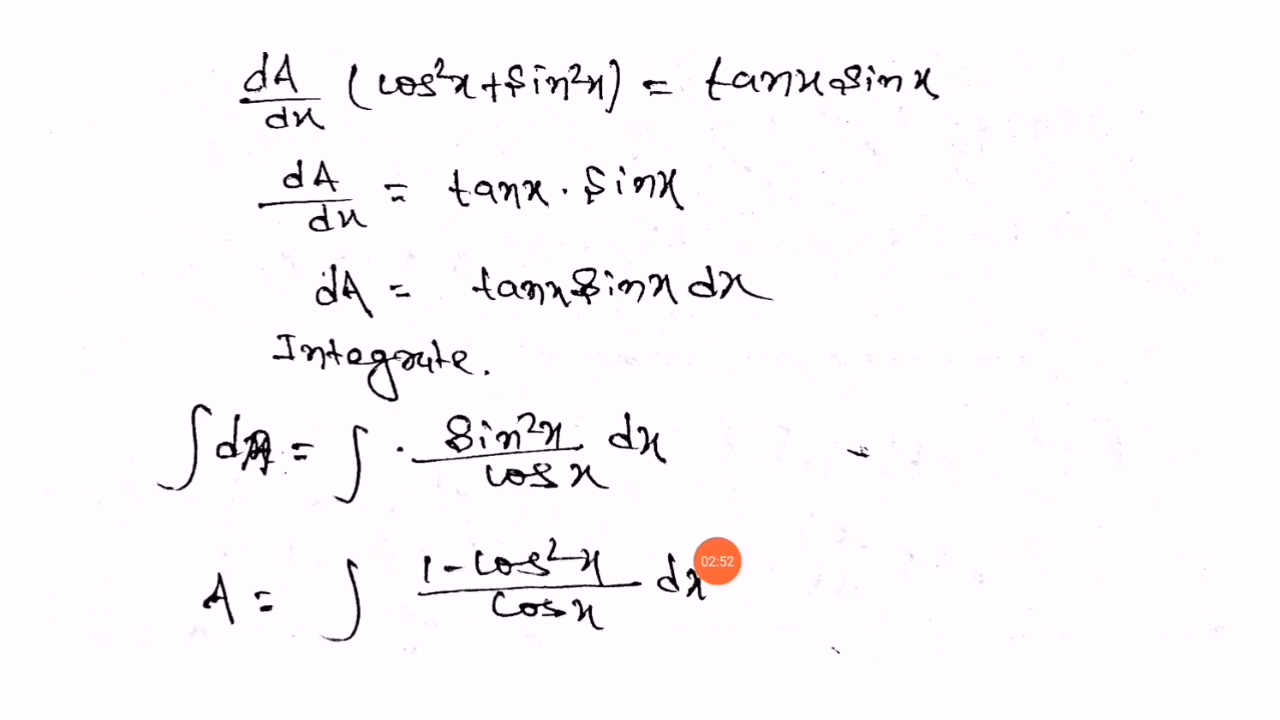 dA/dx (cos²x + sin²x) = tanx sinx
dA/dx = tanx . sinx
dA = tanx sinx dx
Integrate.
∫dA = ∫ . sin²x/cosx dx
A = ∫ 1-cos²x/cosx dx
02:52